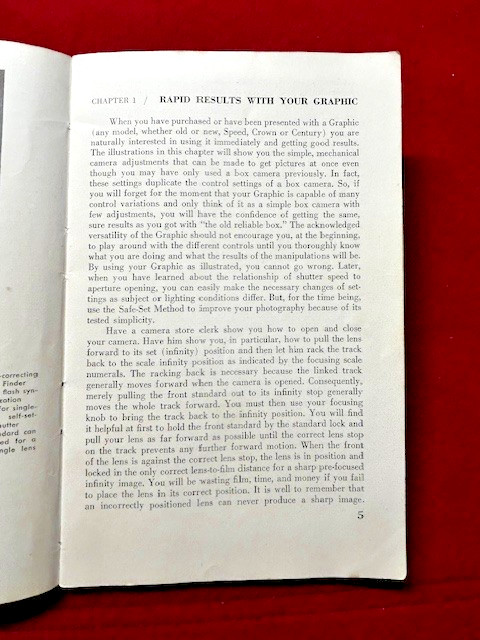 CHAPTER 1 / RAPID RESULTS WITH YOUR GRAPHIC
When you have purchased or have been presented with a Graphic
(any model, whether old or new, Speed, Crown or Century) you are
naturally interested in using it immediately and getting good results.
The illustrations in this chapter will show you the simple, mechanical
camera adjustments that can be made to get pictures at once even
though you may have only used a box camera previously. In fact,
these settings duplicate the control settings of a box camera. So, if
you will forget for the moment that your Graphic is capable of many
control variations and only think of it as a simple box camera with
few adjustments, you will have the confidence of getting the same,
sure results as you got with "the old reliable box." The acknowledged
versatility of the Graphic should not encourage you, at the beginning,
to play around with the different controls until you thoroughly know
what you are doing and what the results of the manipulations will be.
By using your Graphic as illustrated, you cannot go wrong. Later,
when you have learned about the relationship of shutter speed to
aperture opening, you can easily make the necessary changes of set-
tings as subject or lighting conditions differ. But, for the time being,
use the Safe-Set Method to improve your photography because of its
tested simplicity.
Have a camera store clerk show you how to open and close
your camera. Have him show you, in particular, how to pull the lens
forward to its set (infinity) position and then let him rack the track
back to the scale infinity position as indicated by the focusing scale
numerals. The racking back is necessary because the linked track
generally moves forward when the camera is opened. Consequently,
merely pulling the front standard out to its infinity stop generally
moves the whole track forward. You must then use your focusing
knob to bring the track back to the infinity position. You will find
it helpful at first to hold the front standard by the standard lock and
pull your lens as far forward as possible until the correct lens stop
on the track prevents any further forward motion. When the front
of the lens is against the correct lens stop, the lens is in position and
locked in the only correct lens-to-film distance for a sharp pre-focused
infinity image. You will be wasting film, time, and money if you fail
to place the lens in its correct position. It is well to remember that
an incorrectly positioned lens can never produce a sharp image.
5
-correcting
Finder
flash syn-
for single-
self-set-
dard can
ed for a
ngle lens